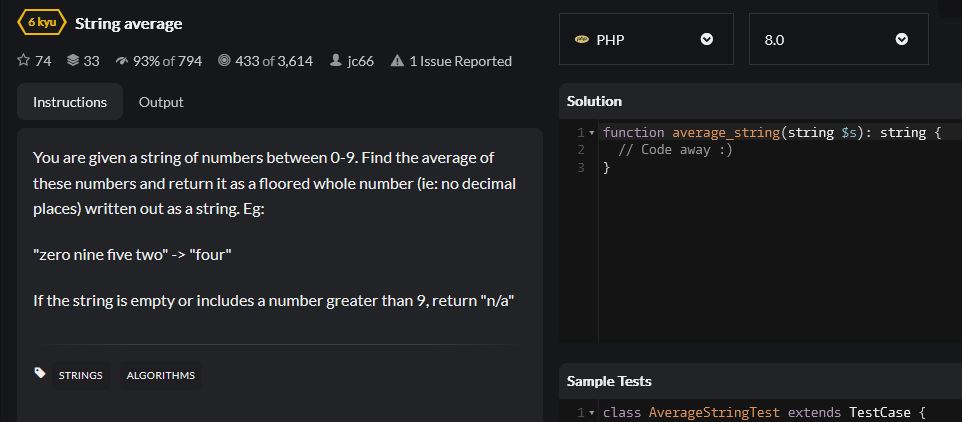 6 kyu String average
74 33 93% of 794 433 of 3,614 jc66 1 Issue Reported
Instructions Output
You are given a string of numbers between 0-9. Find the average of
these numbers and return it as a floored whole number (ie: no decimal
places) written out as a string. Eg:
"zero nine five two" -> "four"
If the string is empty or includes a number greater than 9, return "n/a"
STRINGS ALGORITHMS
php PHP 8.0
Solution
1 function average_string(string $s): string {
2 // Code away :)
3 }
Sample Tests
1 class AverageStringTest extends TestCase {